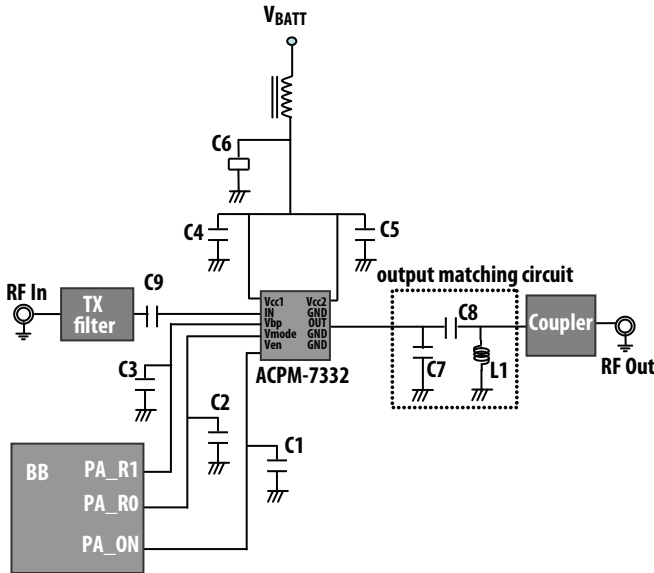 VBATT
C6
C4
C5
output matching circuit
RF In
TX
filter
C9
Vcc1
IN
Vbp
Vmode
Ven
Vcc2
GND
OUT
GND
GND
ACPM-7332
C8
C7
L1
Coupler
RF Out
C3
C2
C1
BB
PA_R1
PA_R0
PA_ON